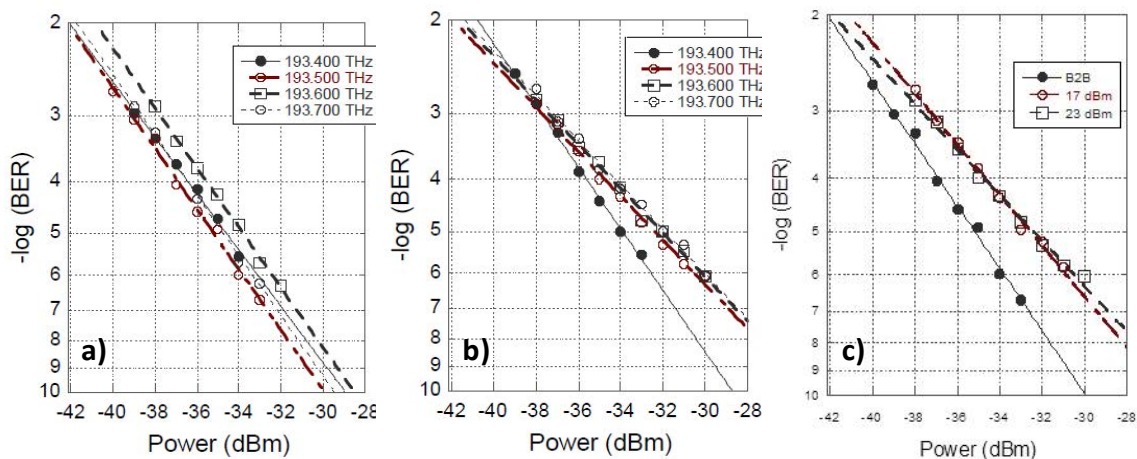 2
3
4
5
6
7
8
9
10
-log (BER)
193.400 THz
193.500 THz
193.600 THz
193.700 THz
a)
-42 -40 -38 -36 -34 -32 -30 -28
Power (dBm)
2
3
4
5
6
7
8
9
10
-log (BER)
193.400 THz
193.500 THz
193.600 THz
193.700 THz
b)
-42 -40 -38 -36 -34 -32 -30 -28
Power (dBm)
2
3
4
5
6
7
8
9
10
-log (BER)
B2B
17 dBm
23 dBm
c)
-42 -40 -38 -36 -34 -32 -30 -28
Power (dBm)